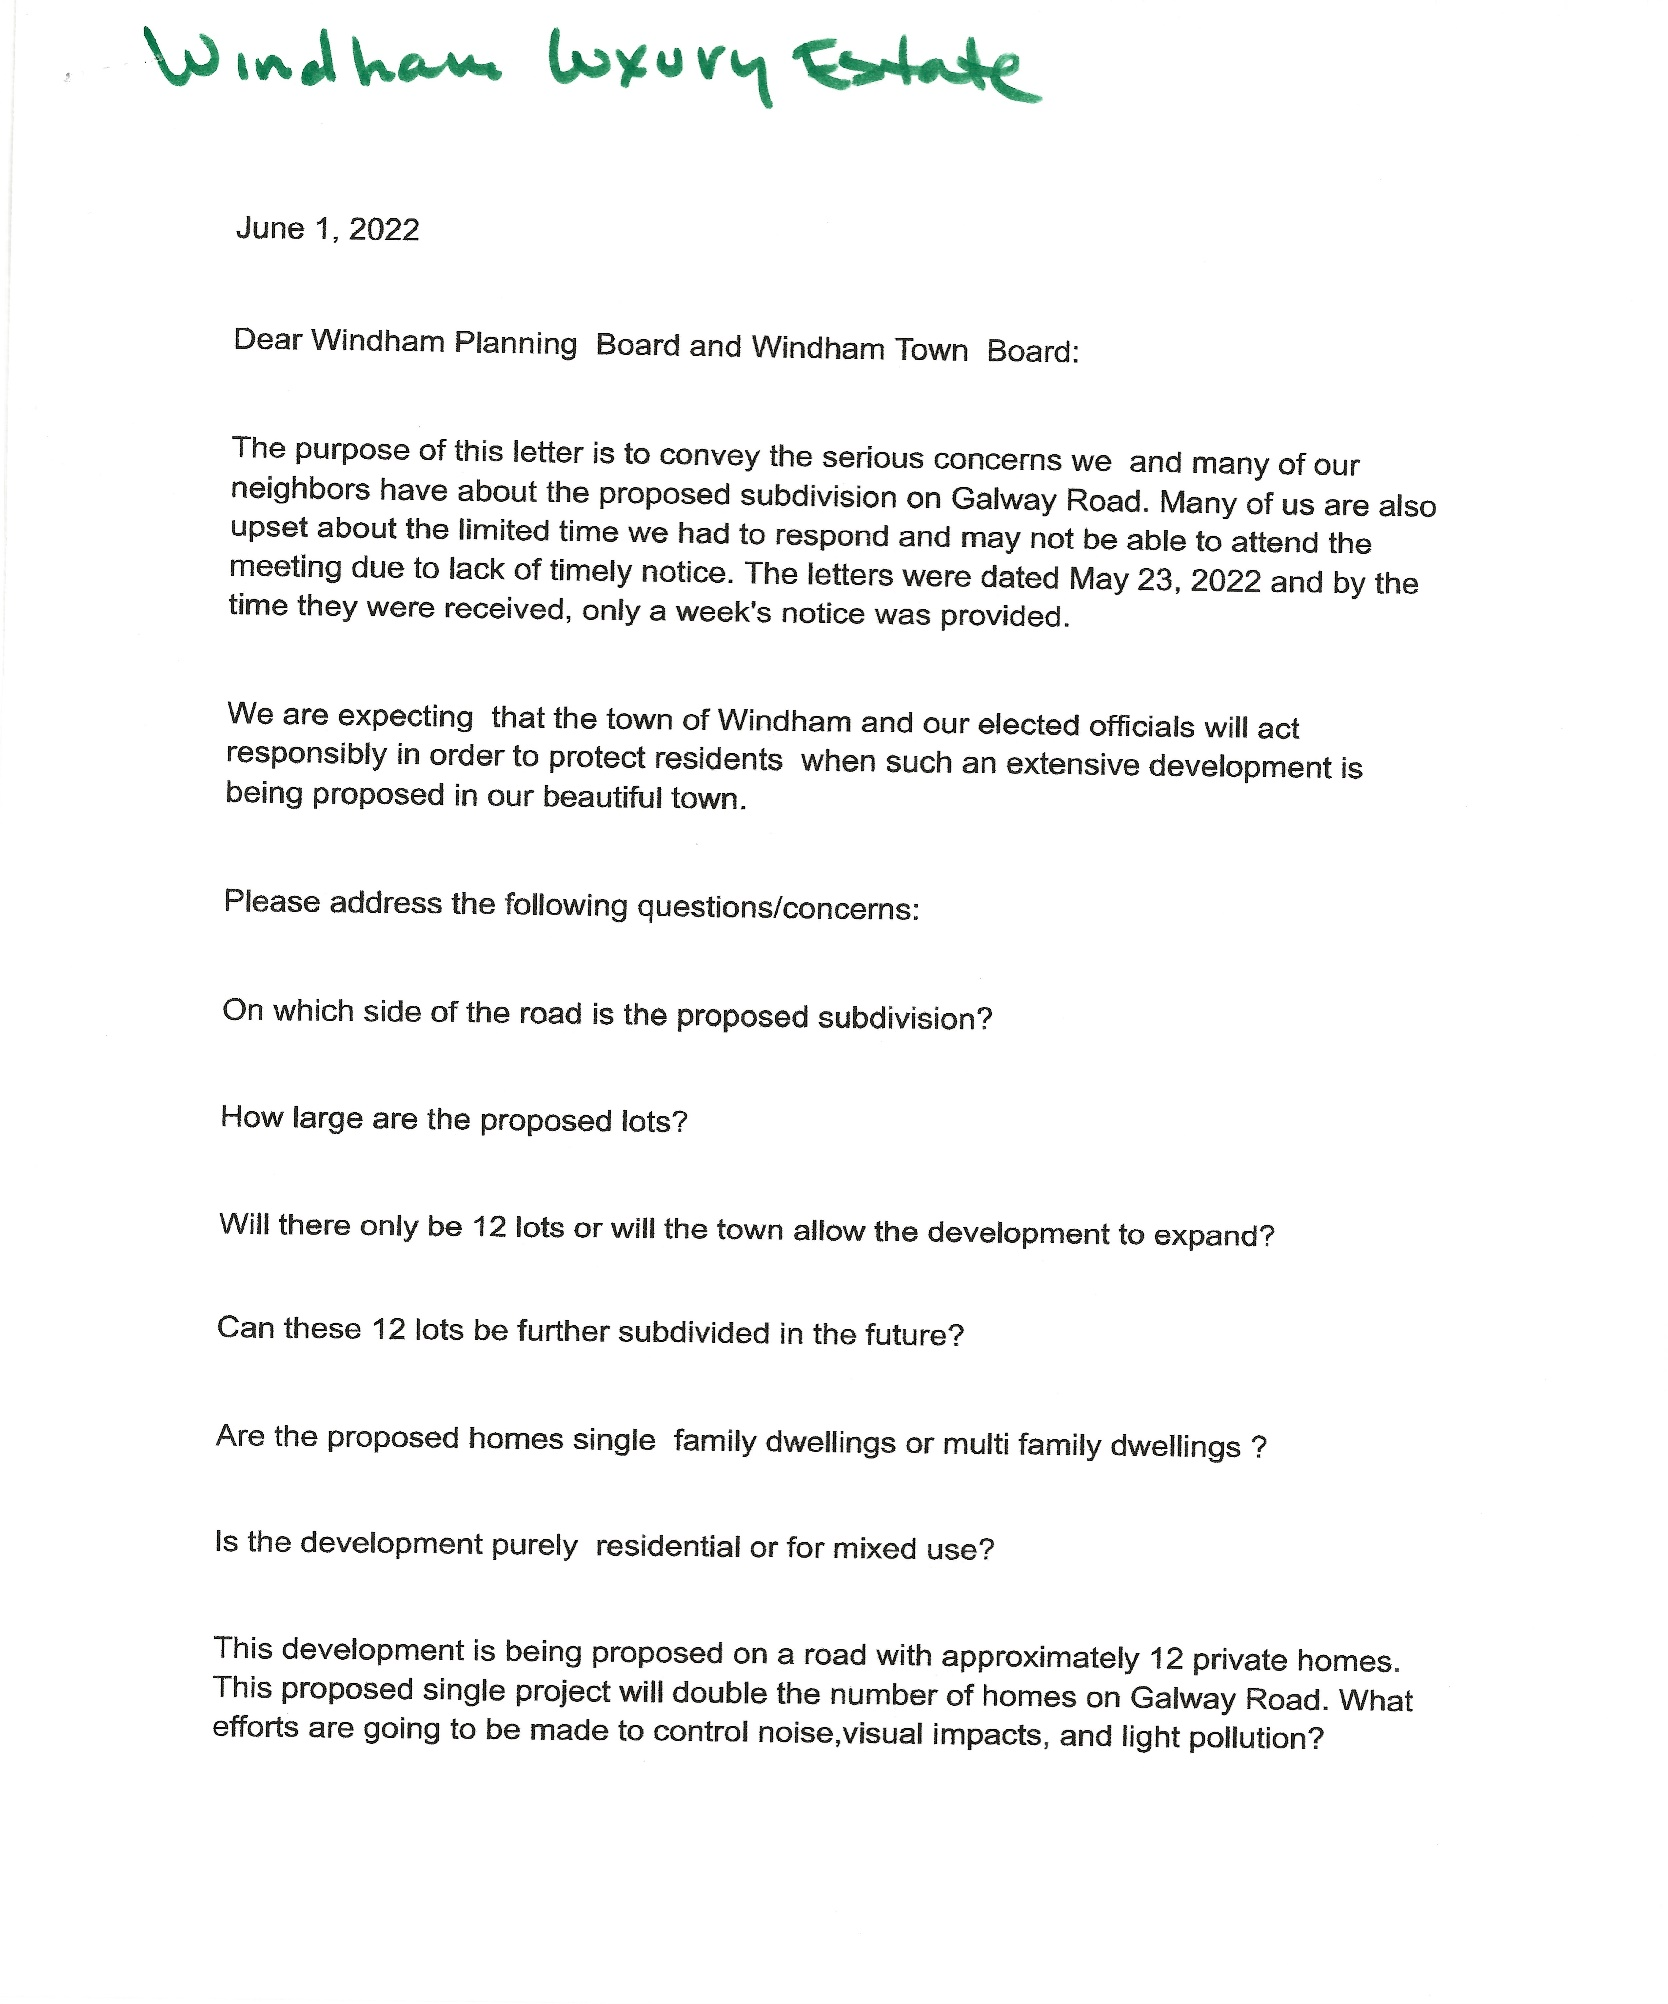 Windham Luxury Estate
June 1, 2022
Dear Windham Planning  Board and Windham Town  Board:
The purpose of this letter is to convey the serious concerns we  and many of our
neighbors have about the proposed subdivision on Galway Road. Many of us are also
upset about the limited time we had to respond and may not be able to attend the
meeting due to lack of timely notice. The letters were dated May 23, 2022 and by the
time they were received, only a week's notice was provided.
We are expecting  that the town of Windham and our elected officials will act
responsibly in order to protect residents  when such an extensive development is
being proposed in our beautiful town.
Please address the following questions/concerns:
On which side of the road is the proposed subdivision?
How large are the proposed lots?
Will there only be 12 lots or will the town allow the development to expand?
Can these 12 lots be further subdivided in the future?
Are the proposed homes single  family dwellings or multi family dwellings ?
Is the development purely  residential or for mixed use?
This development is being proposed on a road with approximately 12 private homes.
This proposed single project will double the number of homes on Galway Road. What
efforts are going to be made to control noise,visual impacts, and light pollution?